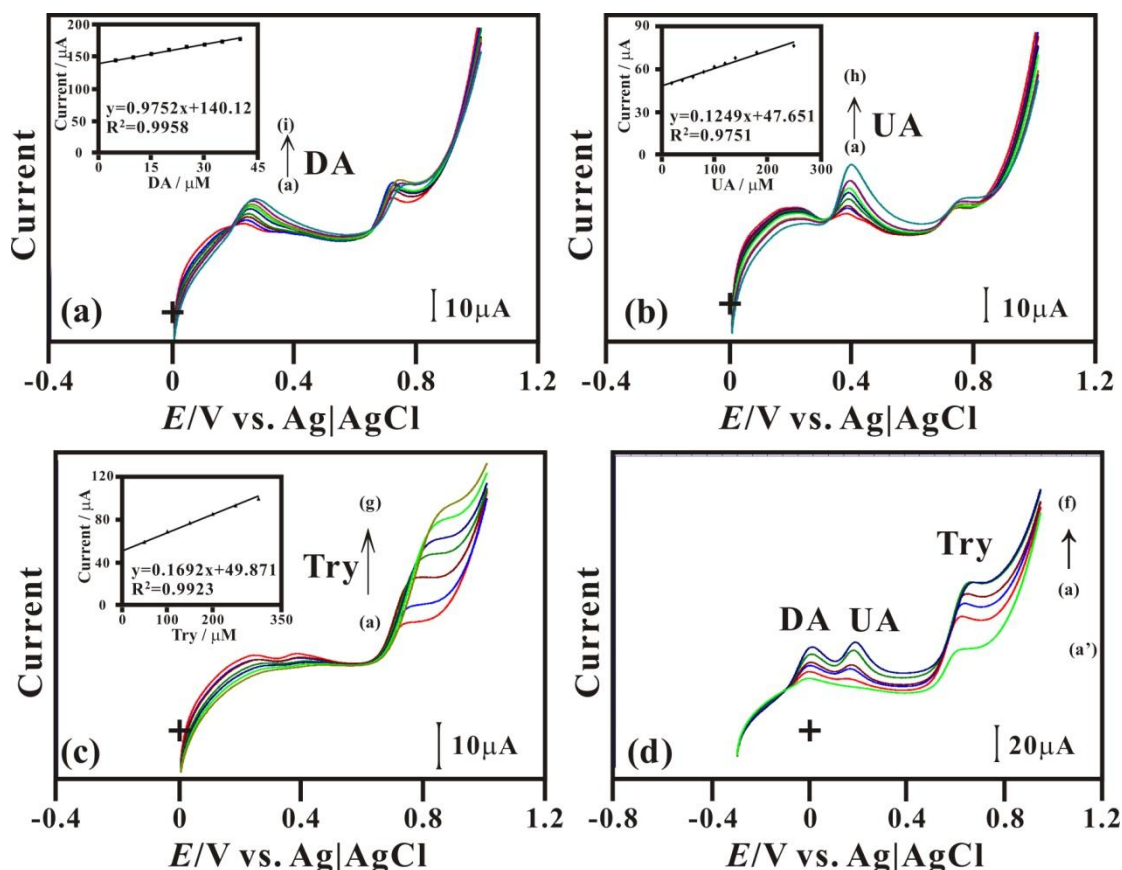 200
150
100
50
0
Current / μA
y=0.9752x+140.12
R²=0.9958
0 15 30 45
DA / μM
(i)
(a)
DA
Current
(a)
10μA
-0.4 0 0.4 0.8 1.2
E/V vs. Ag|AgCl
90
60
30
0
Current / μA
y=0.1249x+47.651
R²=0.9751
0 100 200 300
UA / μM
(h)
(a)
UA
Current
(b)
10μA
-0.4 0 0.4 0.8 1.2
E/V vs. Ag|AgCl
120
80
40
0
Current / μA
y=0.1692x+49.871
R²=0.9923
0 100 200 350
Try / μM
(g)
(a)
Try
Current
(c)
10μA
-0.4 0 0.4 0.8 1.2
E/V vs. Ag|AgCl
(f)
(a)
(a')
Try
DA UA
Current
(d)
20μA
-0.8 -0.4 0 0.4 0.8 1.2
E/V vs. Ag|AgCl